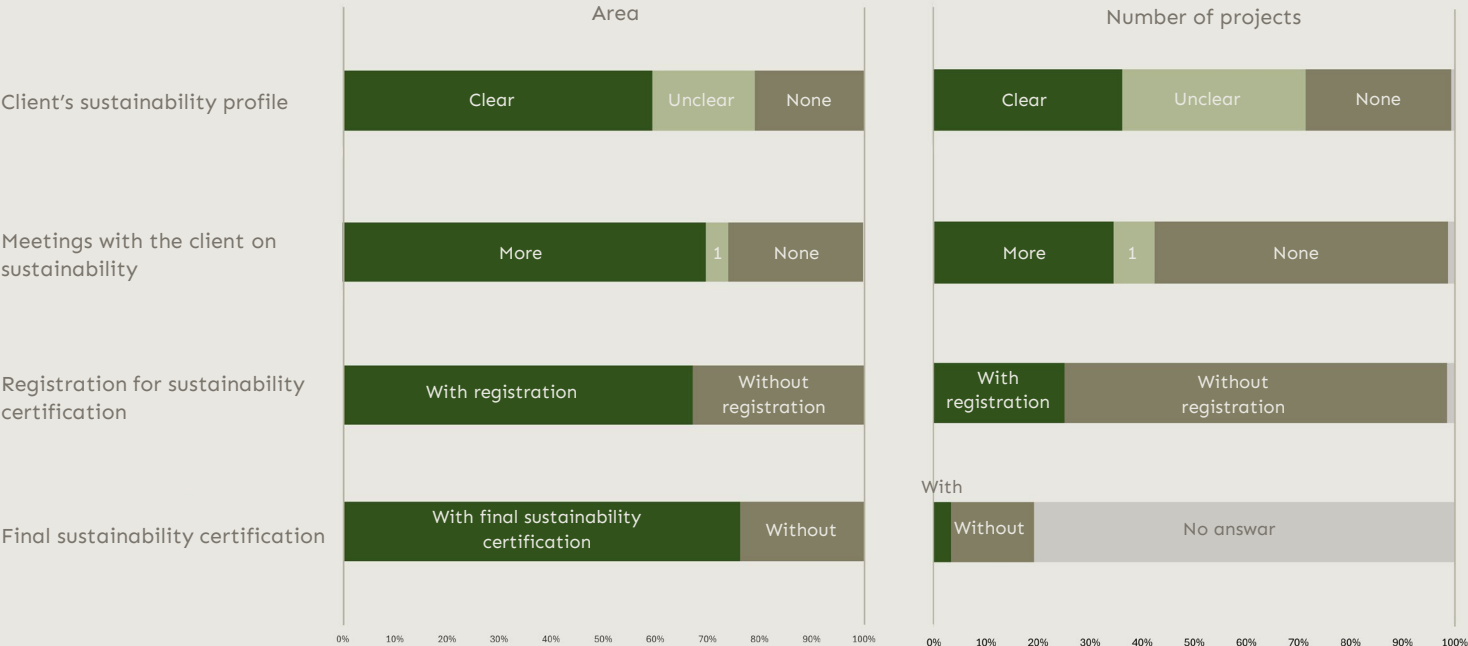 Area
Number of projects
Client’s sustainability profile
Clear
Unclear
None
Clear
Unclear
None
Meetings with the client on
sustainability
More
1
None
More
1
None
Registration for sustainability
certification
With registration
Without
registration
With
registration
Without
registration
Final sustainability certification
With final sustainability
certification
Without
With
Without
No answar
0% 10% 20% 30% 40% 50% 60% 70% 80% 90% 100%
0% 10% 20% 30% 40% 50% 60% 70% 80% 90% 100%